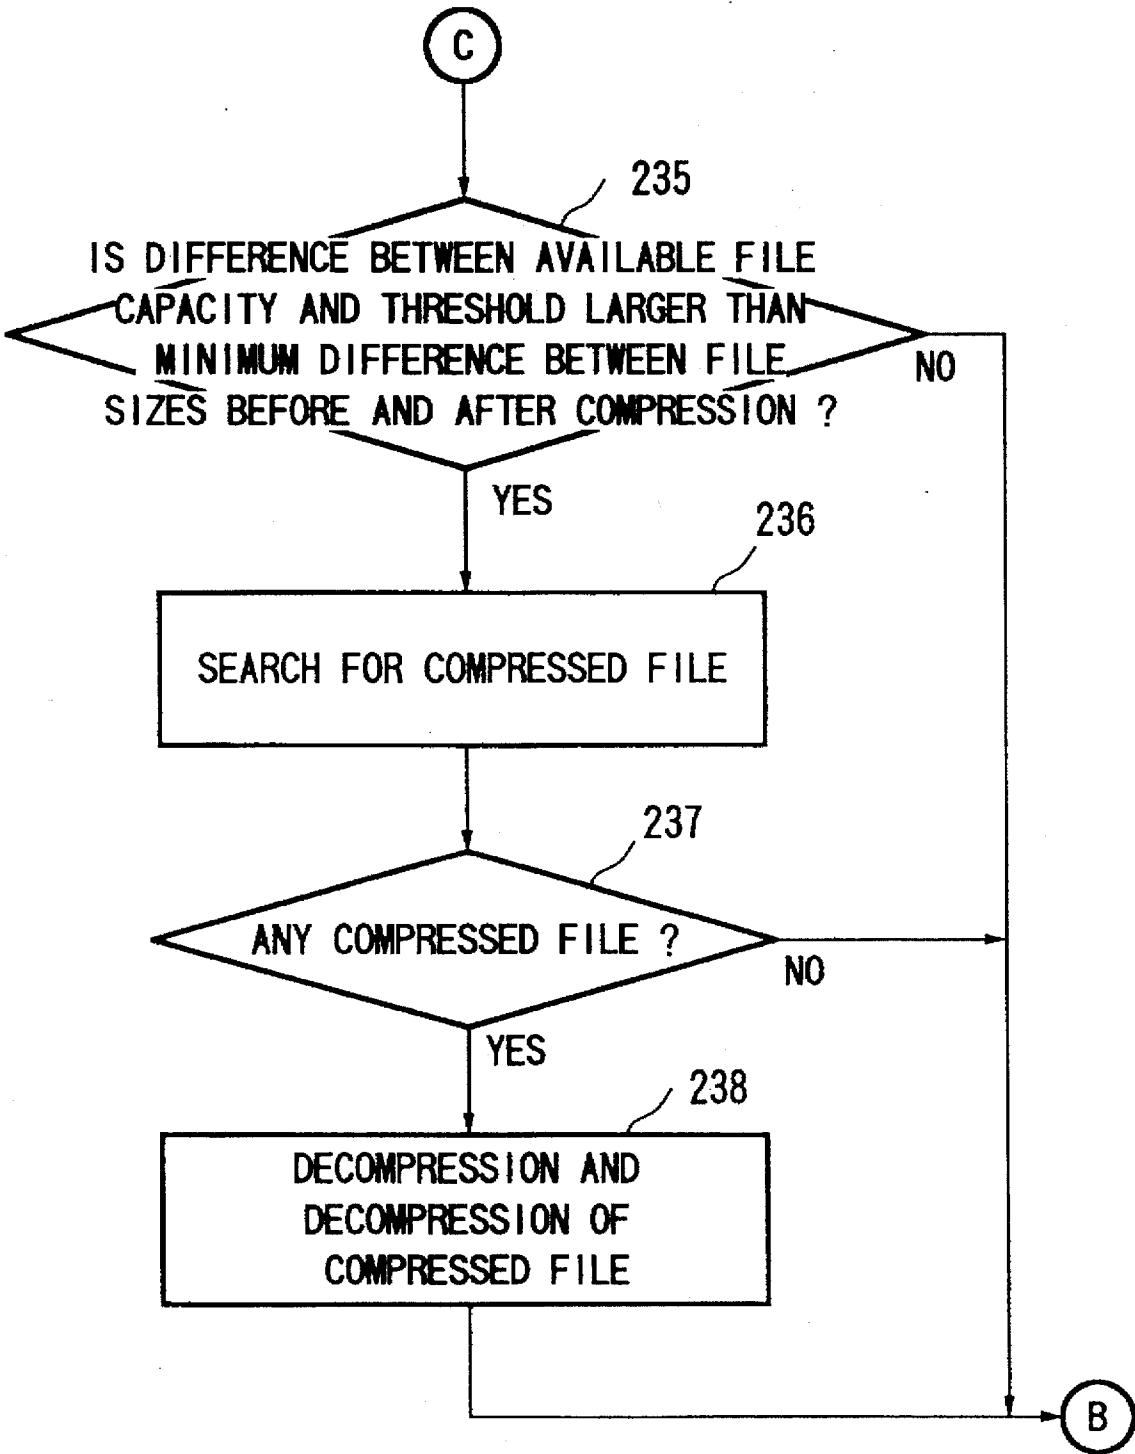 C
235
IS DIFFERENCE BETWEEN AVAILABLE FILE
CAPACITY AND THRESHOLD LARGER THAN
MINIMUM DIFFERENCE BETWEEN FILE
SIZES BEFORE AND AFTER COMPRESSION ?
NO
YES
236
SEARCH FOR COMPRESSED FILE
237
ANY COMPRESSED FILE ?
NO
YES
238
DECOMPRESSION AND
DECOMPRESSION OF
COMPRESSED FILE
B